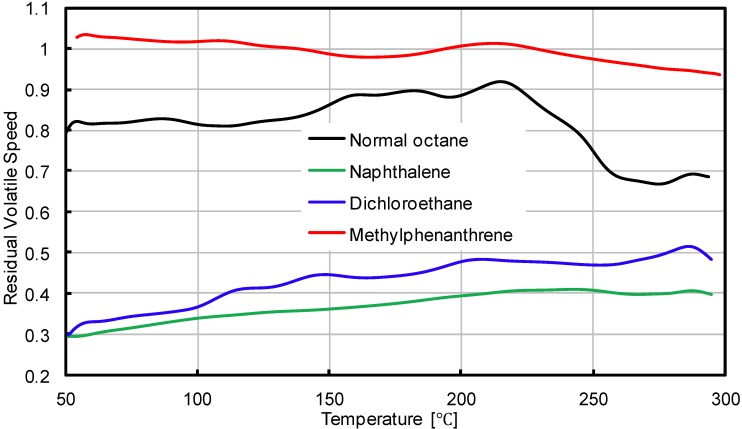 1.1
1
0.9
0.8
0.7
0.6
0.5
0.4
0.3
0.2
Residual Volatile Speed
Normal octane
Naphthalene
Dichloroethane
Methylphenanthrene
50 100 150 200 250 300
Temperature [℃]